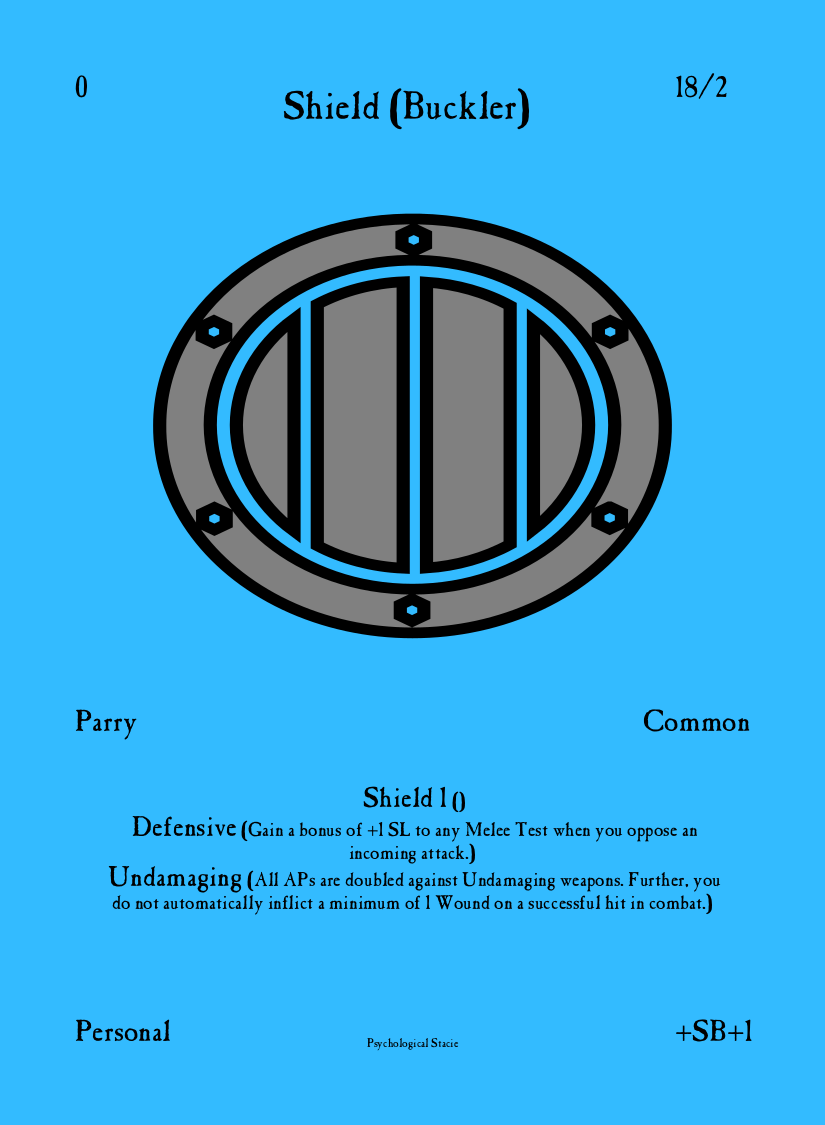 0
18/2
Shield (Buckler)
Parry
Common
Shield 1 ()
Defensive (Gain a bonus of +1 SL to any Melee Test when you oppose an
incoming attack.)
Undamaging (All APs are doubled against Undamaging weapons. Further, you
do not automatically inflict a minimum of 1 Wound on a successful hit in combat.)
Personal
Psychological Stacie
+SB+1